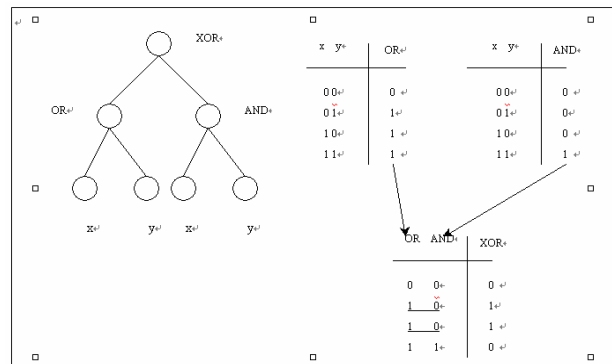 XOR
OR AND
x y x y
x y OR
0 0 0
0 1 1
1 0 1
1 1 1
x y AND
0 0 0
0 1 0
1 0 0
1 1 1
OR AND XOR
0 0 0
1 0 1
1 0 1
1 1 0